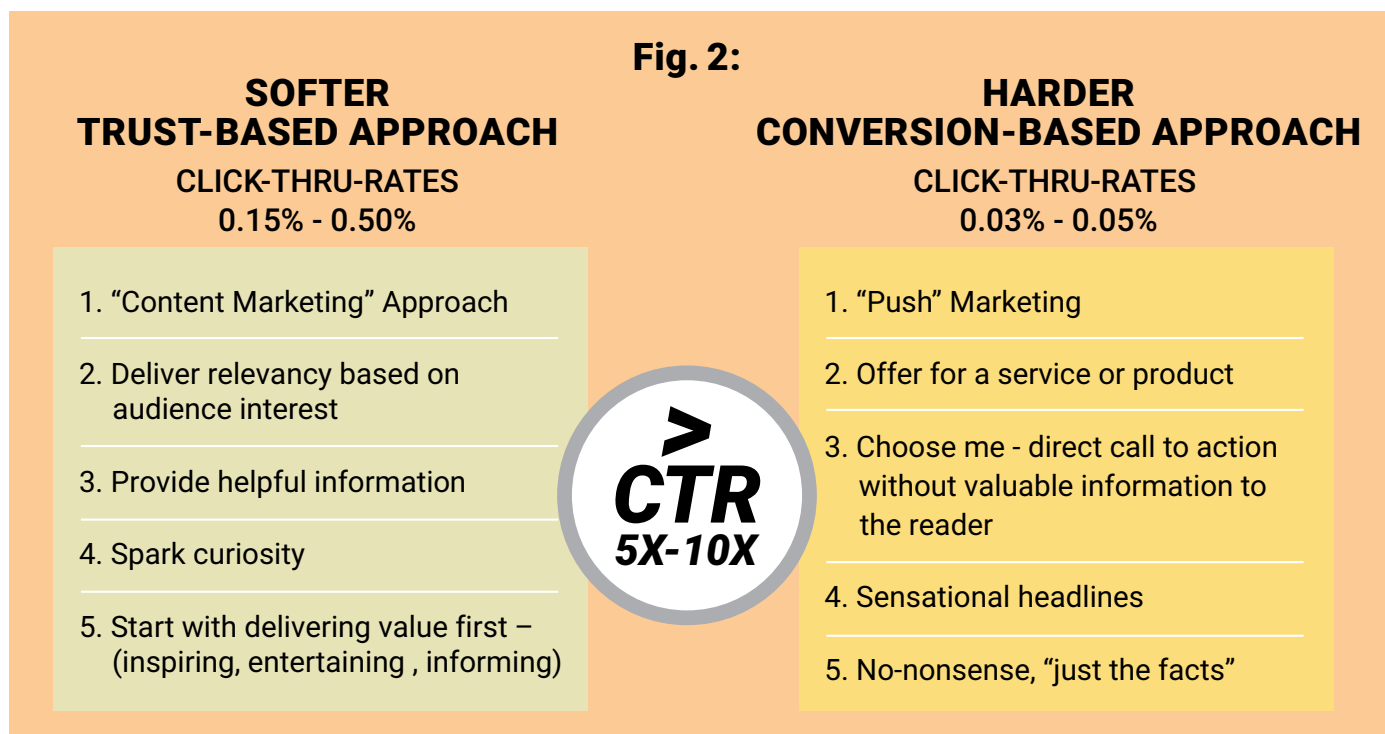 Fig. 2:
SOFTER
TRUST-BASED APPROACH
CLICK-THRU-RATES
0.15% - 0.50%
1. “Content Marketing” Approach
2. Deliver relevancy based on
audience interest
3. Provide helpful information
4. Spark curiosity
5. Start with delivering value first –
(inspiring, entertaining , informing)
>
CTR
5X-10X
HARDER
CONVERSION-BASED APPROACH
CLICK-THRU-RATES
0.03% - 0.05%
1. “Push” Marketing
2. Offer for a service or product
3. Choose me - direct call to action
without valuable information to
the reader
4. Sensational headlines
5. No-nonsense, “just the facts”